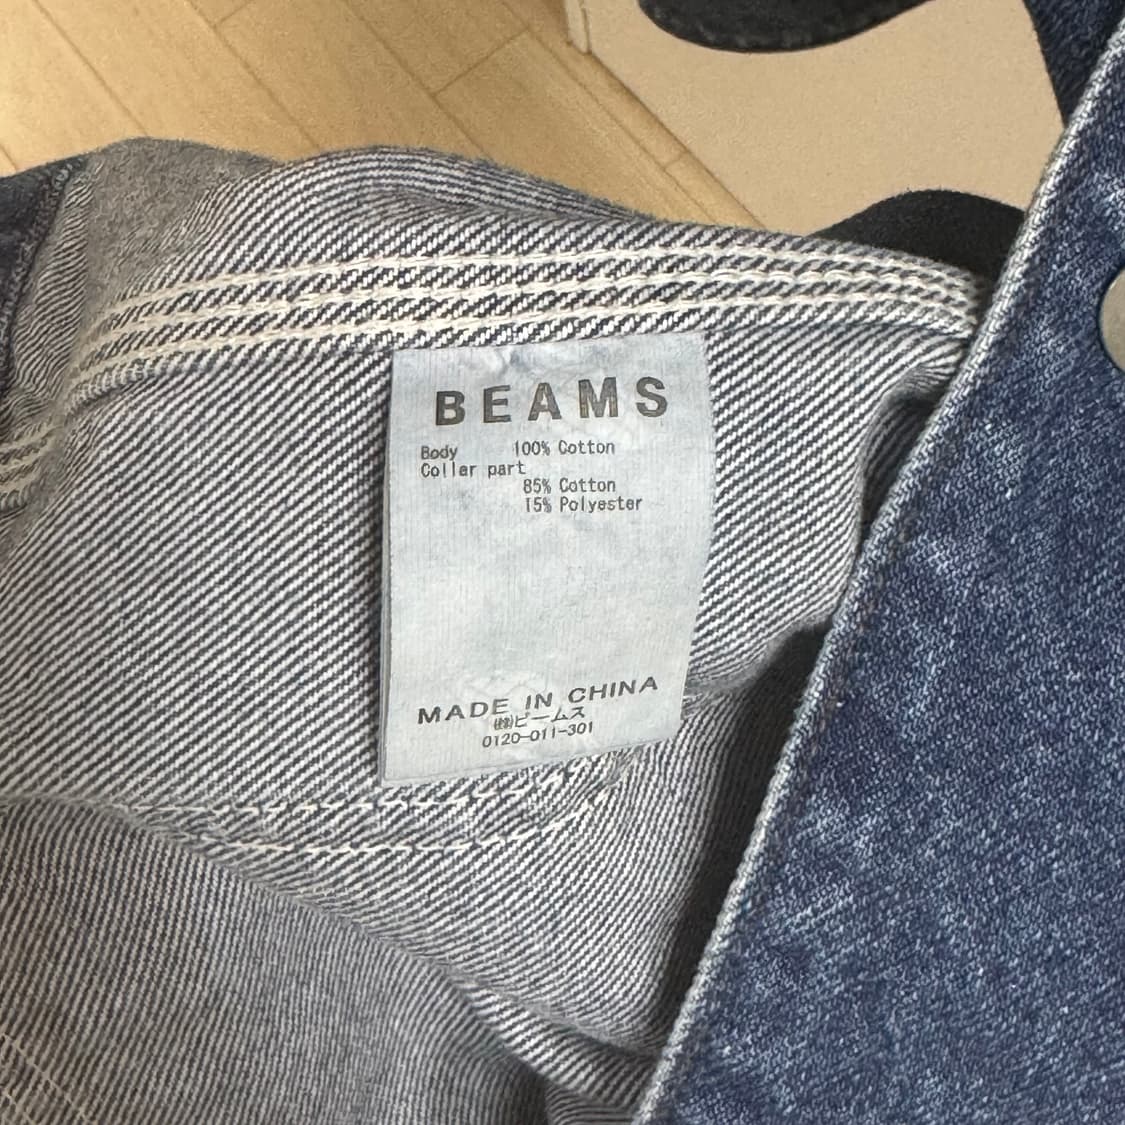 BEAMS
Body 100% Cotton
Collar part
85% Cotton
15% Polyester
MADE IN CHINA
㈱ビームス
0120-011-301